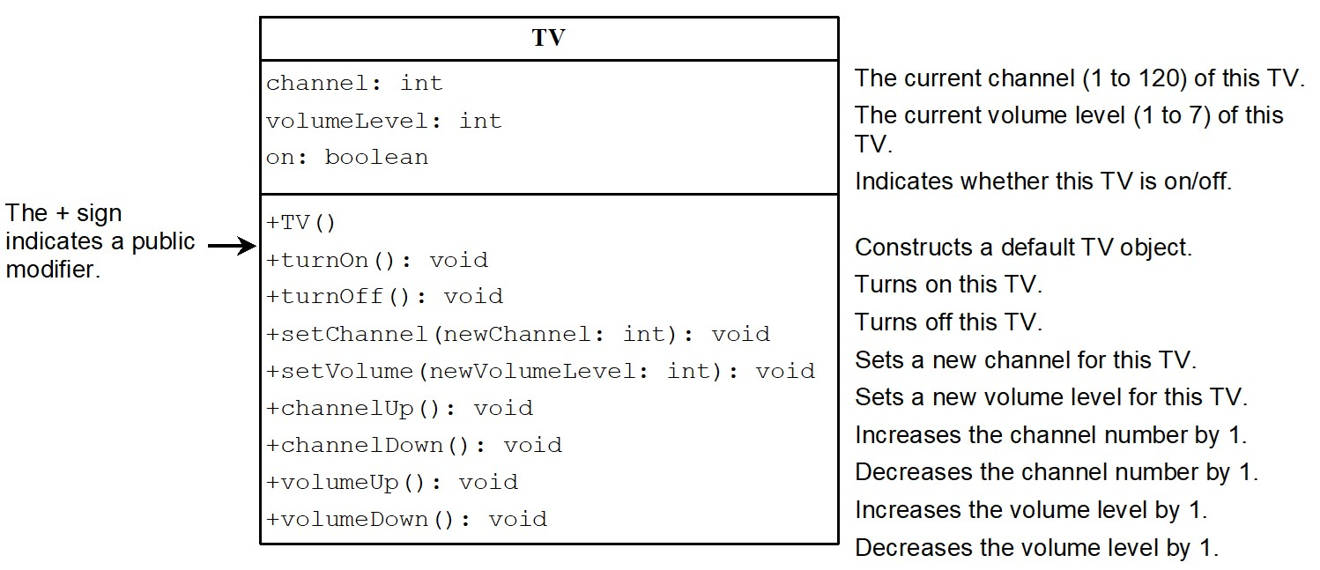 TV
channel: int
volumeLevel: int
on: boolean
The current channel (1 to 120) of this TV.
The current volume level (1 to 7) of this
TV.
Indicates whether this TV is on/off.
The + sign
indicates a public
modifier.
+TV()
+turnOn(): void
+turnOff(): void
+setChannel(newChannel: int): void
+setVolume(newVolumeLevel: int): void
+channelUp(): void
+channelDown(): void
+volumeUp(): void
+volumeDown(): void
Constructs a default TV object.
Turns on this TV.
Turns off this TV.
Sets a new channel for this TV.
Sets a new volume level for this TV.
Increases the channel number by 1.
Decreases the channel number by 1.
Increases the volume level by 1.
Decreases the volume level by 1.